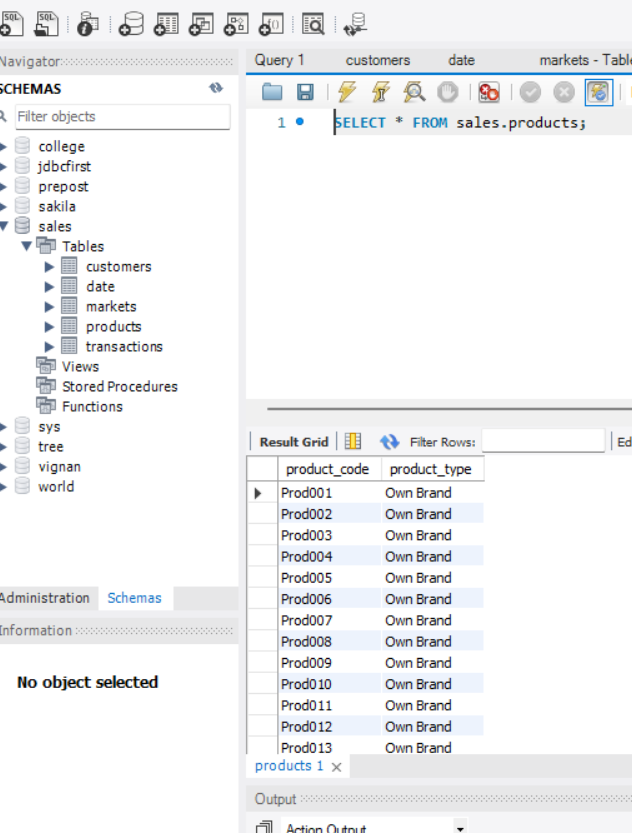 SQL SQL
Navigator
SCHEMAS
Filter objects
college
jdbcfirst
prepost
sakila
sales
Tables
customers
date
markets
products
transactions
Views
Stored Procedures
Functions
sys
tree
vignan
world
Administration Schemas
Information
No object selected
Query 1 customers date markets - Table
1 SELECT * FROM sales.products;
Result Grid Filter Rows: Ed
product_code product_type
Prod001 Own Brand
Prod002 Own Brand
Prod003 Own Brand
Prod004 Own Brand
Prod005 Own Brand
Prod006 Own Brand
Prod007 Own Brand
Prod008 Own Brand
Prod009 Own Brand
Prod010 Own Brand
Prod011 Own Brand
Prod012 Own Brand
Prod013 Own Brand
products 1
Output
Action Output